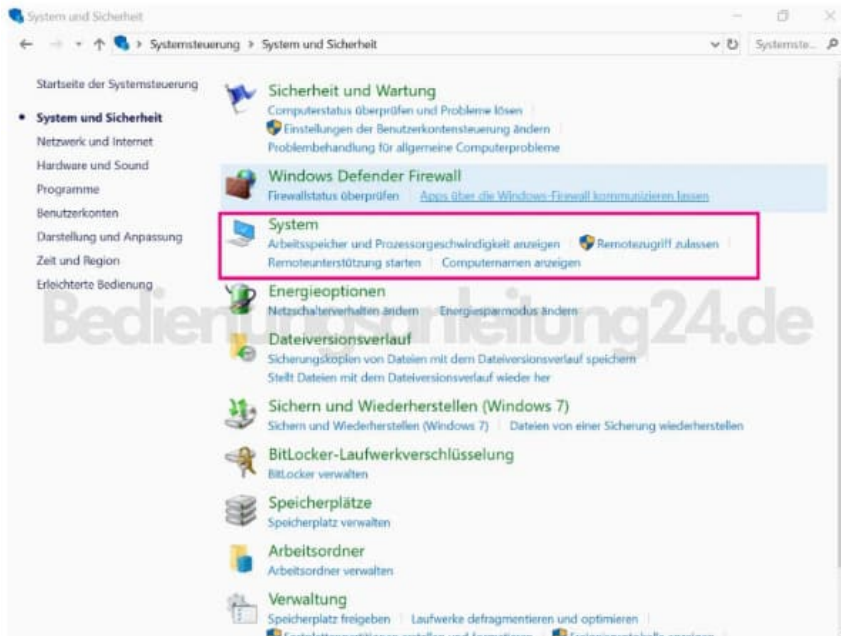 System und Sicherheit
Systemsteuerung > System und Sicherheit
Systemste...
Startseite der Systemsteuerung
System und Sicherheit
Netzwerk und Internet
Hardware und Sound
Programme
Benutzerkonten
Darstellung und Anpassung
Zeit und Region
Erleichterte Bedienung
Sicherheit und Wartung
Computerstatus überprüfen und Probleme lösen
Einstellungen der Benutzerkontensteuerung ändern
Problembehandlung für allgemeine Computerprobleme
Windows Defender Firewall
Firewallstatus überprüfen Apps über die Windows-Firewall kommunizieren lassen
System
Arbeitsspeicher und Prozessorgeschwindigkeit anzeigen Remotezugriff zulassen
Remoteunterstützung starten Computernamen anzeigen
Energieoptionen
Netzschalterverhalten ändern Energiesparmodus ändern
Bedienungsanleitung24.de
Dateiversionsverlauf
Sicherungskopien von Dateien mit dem Dateiversionsverlauf speichern
Stellt Dateien mit dem Dateiversionsverlauf wieder her
Sichern und Wiederherstellen (Windows 7)
Sichern und Wiederherstellen (Windows 7) Dateien von einer Sicherung wiederherstellen
BitLocker-Laufwerkverschlüsselung
BitLocker verwalten
Speicherplätze
Speicherplatz verwalten
Arbeitsordner
Arbeitsordner verwalten
Verwaltung
Speicherplatz freigeben Laufwerke defragmentieren und optimieren